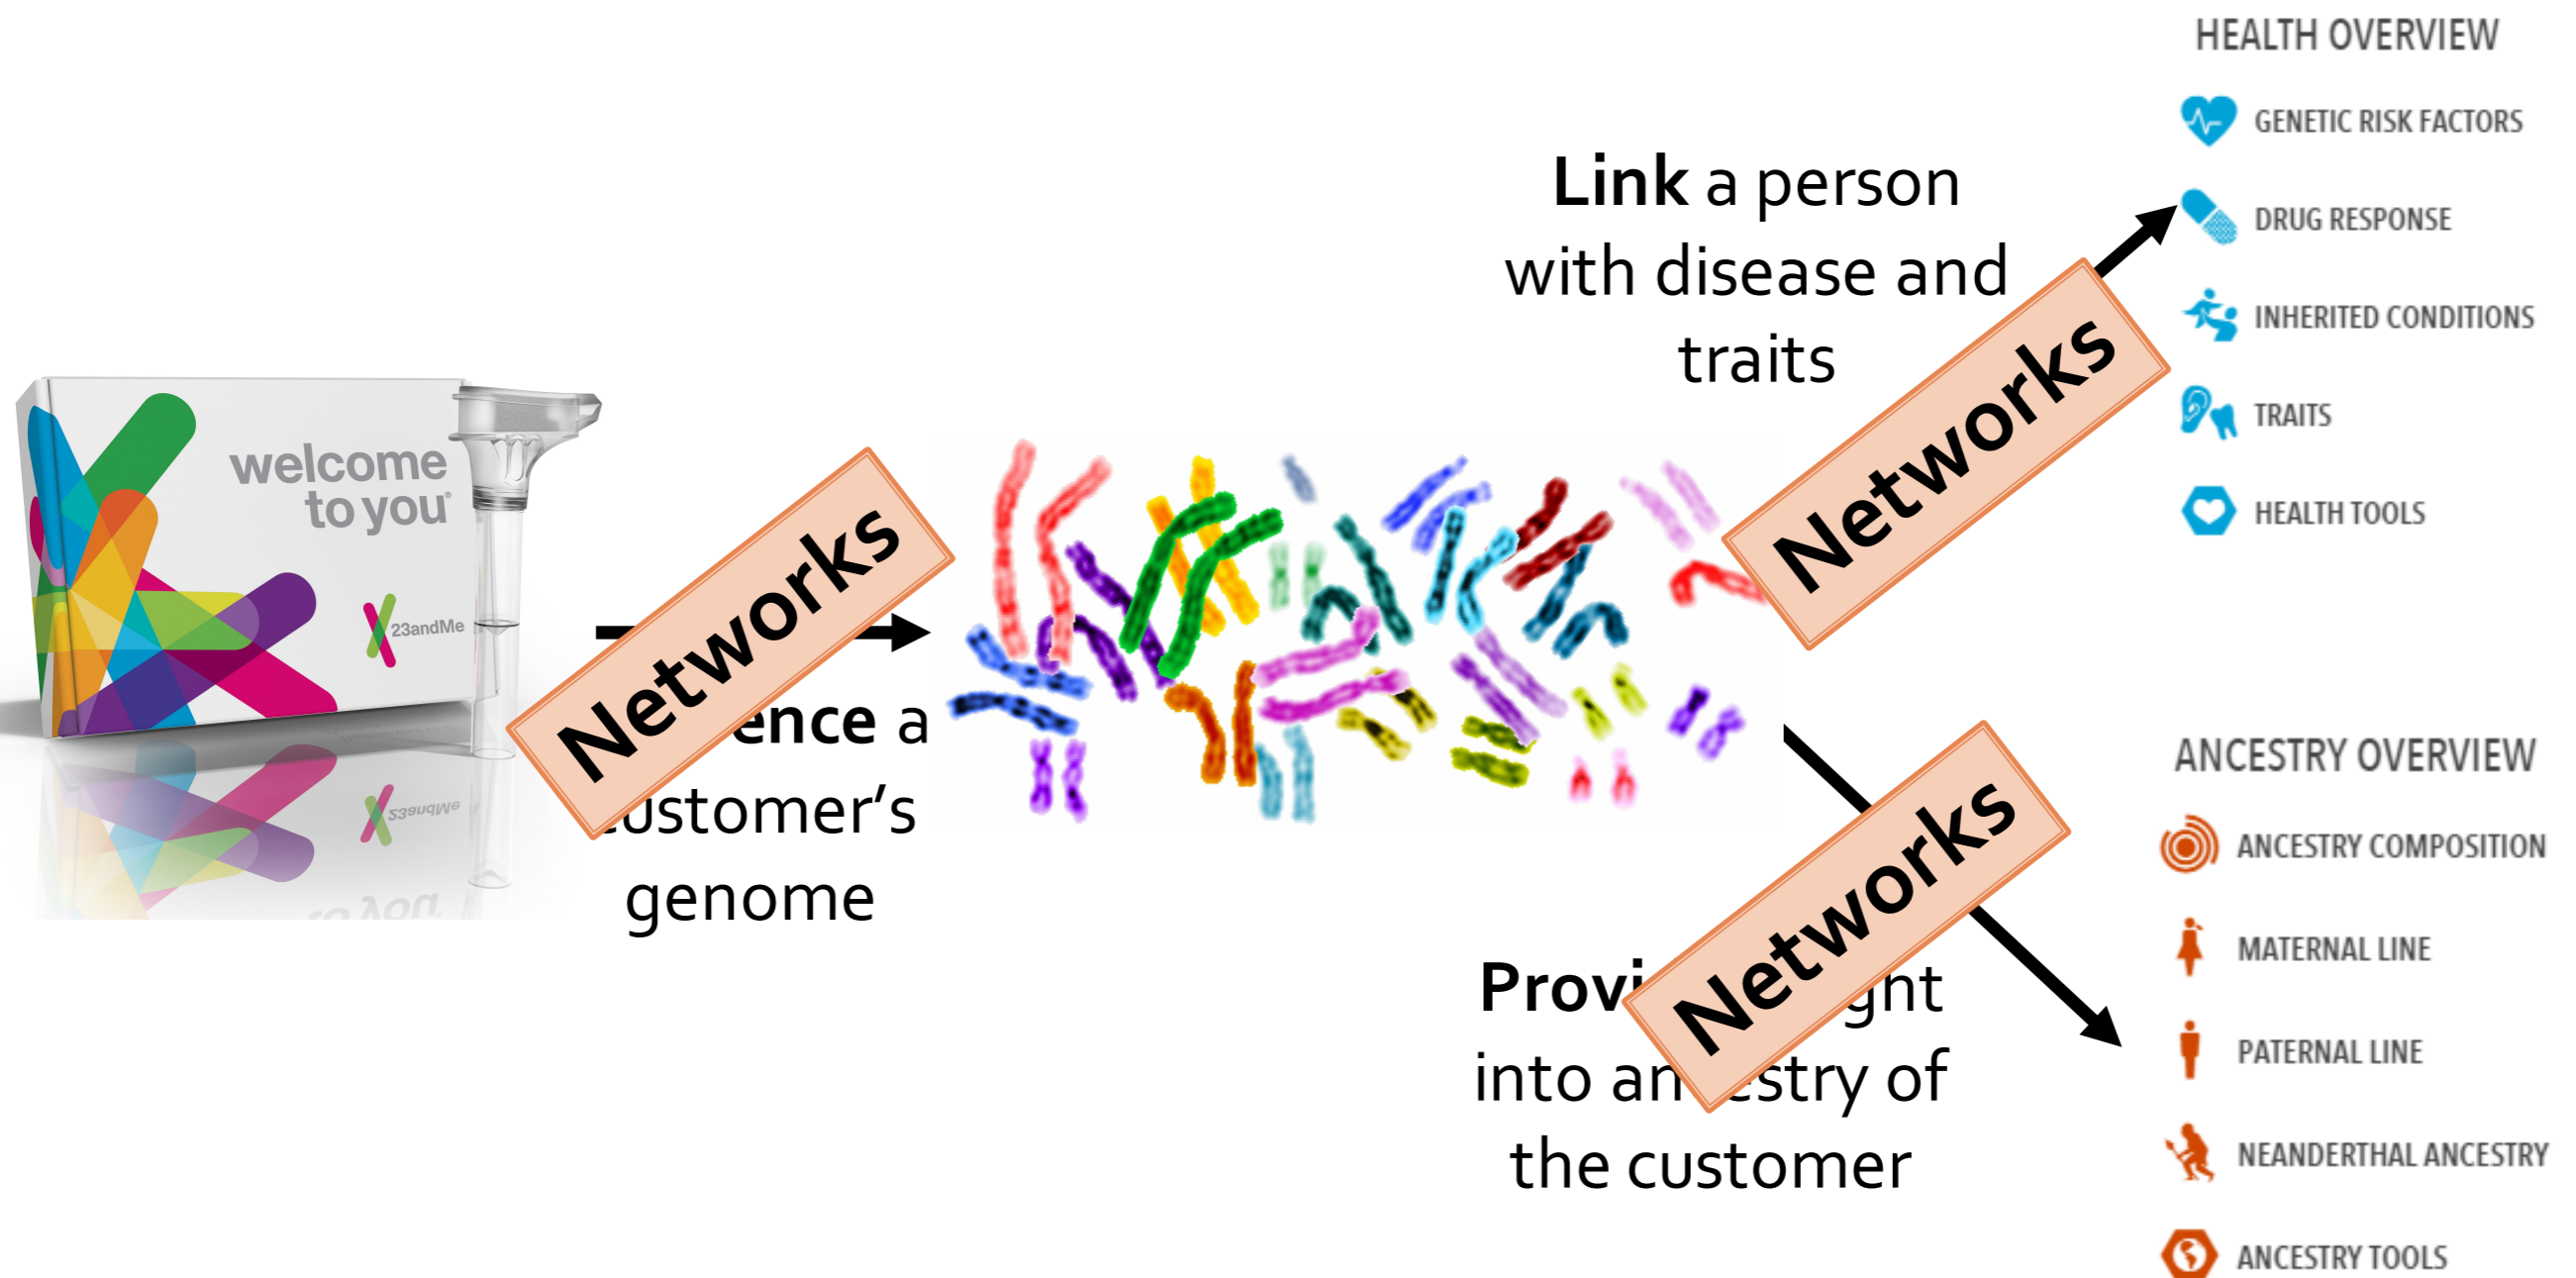 welcome
to you
23andMe
Networks
ence a
ustomer's
genome
Link a person
with disease and
traits
Networks
Networks
Provi ght
into an estry of
the customer
HEALTH OVERVIEW
GENETIC RISK FACTORS
DRUG RESPONSE
INHERITED CONDITIONS
TRAITS
HEALTH TOOLS
ANCESTRY OVERVIEW
ANCESTRY COMPOSITION
MATERNAL LINE
PATERNAL LINE
NEANDERTHAL ANCESTRY
ANCESTRY TOOLS